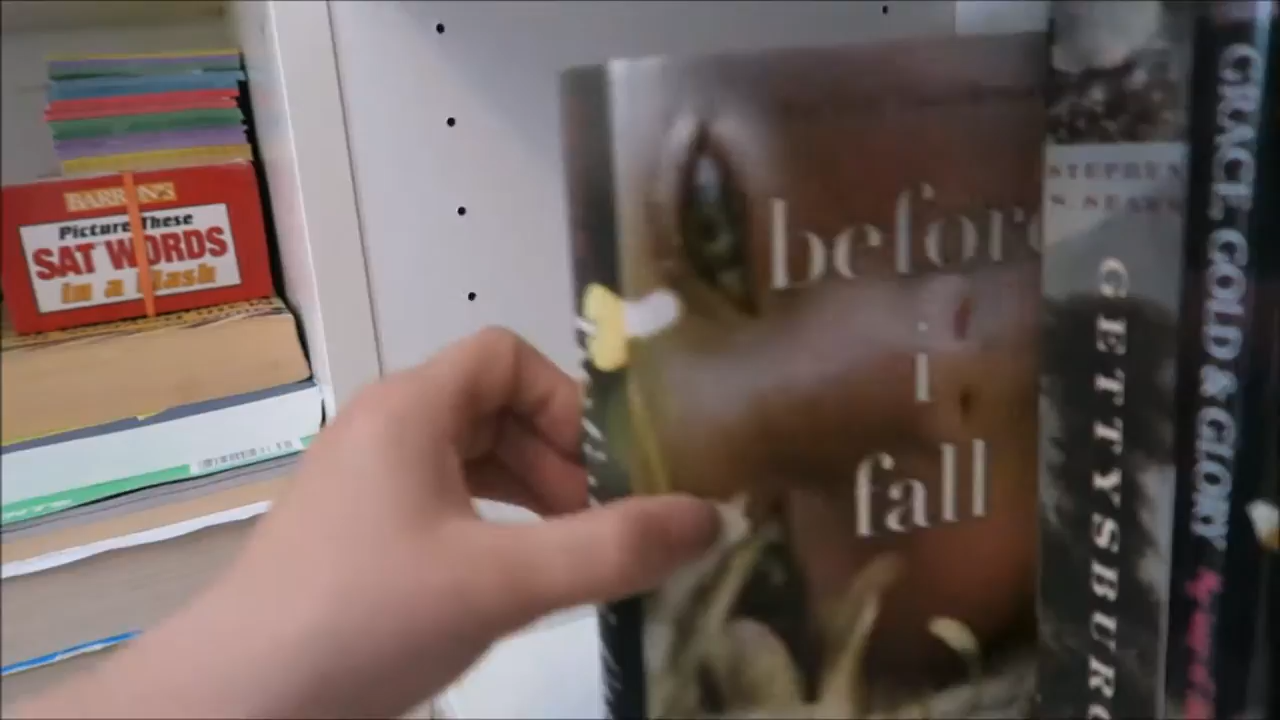 BARRON'S
Picture These
SAT WORDS
in a Flash
before
i
fall
STEPHEN
W. SEARS
GETTYSBURG
GRACE, GOLD & GLORY